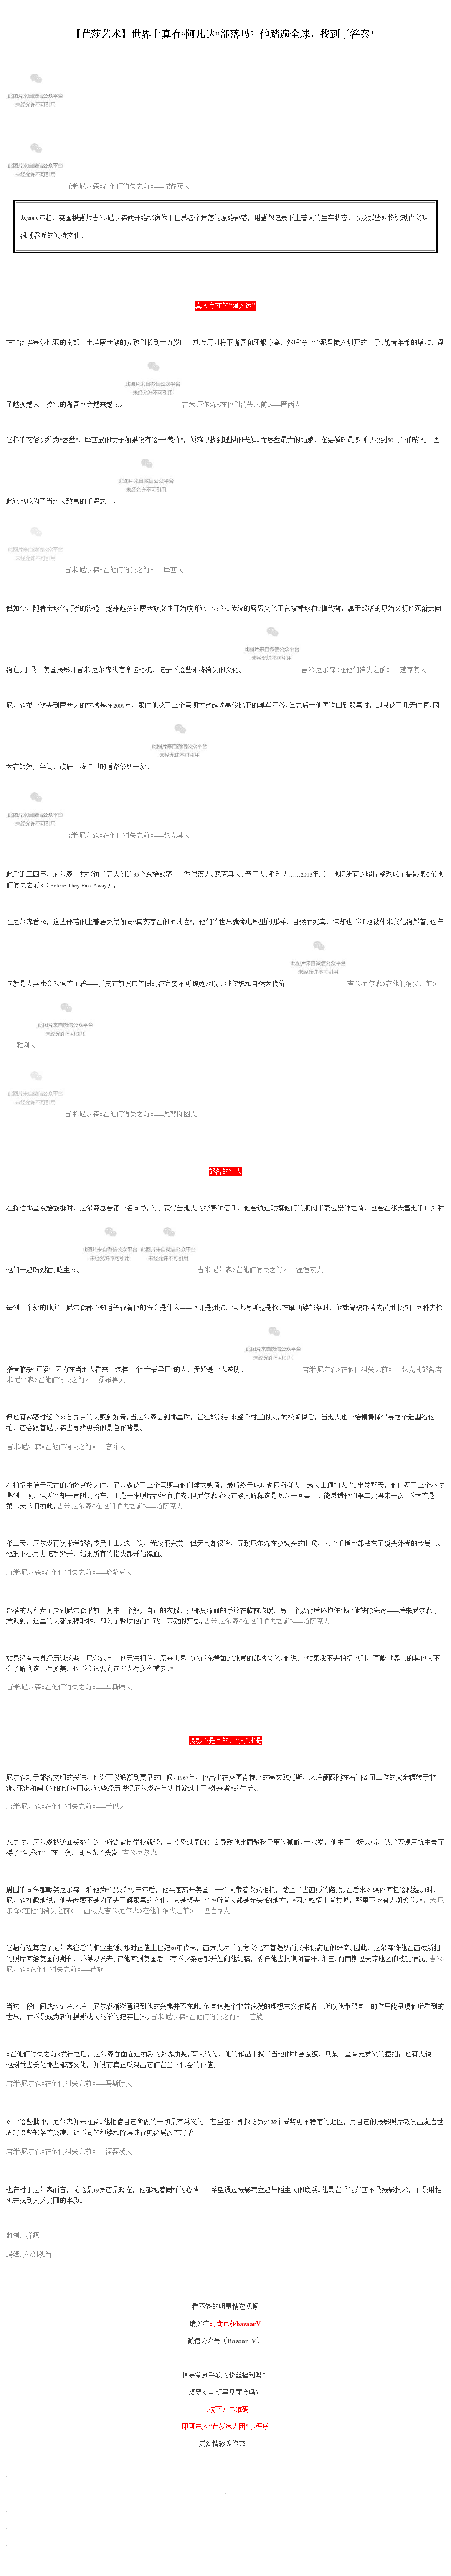 【芭莎艺术】世界上真有“阿凡达”部落吗？他踏遍全球，找到了答案！
此图片来自微信公众平台
未经允许不可引用
此图片来自微信公众平台
未经允许不可引用
吉米·尼尔森《在他们消失之前》——涅涅茨人
从2009年起，英国摄影师吉米·尼尔森便开始探访位于世界各个角落的原始部落，用影像记录下土著人的生存状态，以及那些即将被现代文明
浪潮吞噬的独特文化。
真实存在的“阿凡达”
在非洲埃塞俄比亚的南部，土著摩西族的女孩们长到十五岁时，就会用刀将下嘴唇和牙龈分离，然后将一个泥盘嵌入切开的口子。随着年龄的增加，盘
此图片来自微信公众平台
未经允许不可引用
子越换越大，拉空的嘴唇也会越来越长。 吉米·尼尔森《在他们消失之前》——摩西人
这样的习俗被称为“唇盘”，摩西族的女子如果没有这一“装饰”，便难以找到理想的夫婿。而唇盘最大的姑娘，在结婚时最多可以收到50头牛的彩礼，因
此图片来自微信公众平台
未经允许不可引用
此这也成为了当地人致富的手段之一。
此图片来自微信公众平台
未经允许不可引用
吉米·尼尔森《在他们消失之前》——摩西人
但如今，随着全球化潮流的渗透，越来越多的摩西族女性开始放弃这一习俗。传统的唇盘文化正在被棒球和T恤代替，属于部落的原始文明也逐渐走向
此图片来自微信公众平台
未经允许不可引用
消亡。于是，英国摄影师吉米·尼尔森决定拿起相机，记录下这些即将消失的文化。 吉米·尼尔森《在他们消失之前》——楚克其人
尼尔森第一次去到摩西人的村落是在2009年，那时他花了三个星期才穿越埃塞俄比亚的奥莫河谷。但之后当他再次回到那里时，却只花了几天时间。因
此图片来自微信公众平台
未经允许不可引用
为在短短几年间，政府已将这里的道路修缮一新。
此图片来自微信公众平台
未经允许不可引用
吉米·尼尔森《在他们消失之前》——楚克其人
此后的三四年，尼尔森一共探访了五大洲的35个原始部落——涅涅茨人、楚克其人、辛巴人、毛利人……2013年末，他将所有的照片整理成了摄影集《在他
们消失之前》（Before They Pass Away）。
在尼尔森看来，这些部落的土著居民就如同“真实存在的阿凡达”，他们的世界就像电影里的那样，自然而纯真，但却也不断地被外来文化消解着。也许
此图片来自微信公众平台
未经允许不可引用
这就是人类社会永恒的矛盾——历史向前发展的同时注定要不可避免地以牺牲传统和自然为代价。 吉米·尼尔森《在他们消失之前》
此图片来自微信公众平台
未经允许不可引用
——雅利人
此图片来自微信公众平台
未经允许不可引用
吉米·尼尔森《在他们消失之前》——瓦努阿图人
部落的客人
在探访那些原始族群时，尼尔森总会带一名向导。为了获得当地人的好感和信任，他会通过触摸他们的肌肉来表达崇拜之情，也会在冰天雪地的户外和
此图片来自微信公众平台 此图片来自微信公众平台
未经允许不可引用 未经允许不可引用
他们一起喝烈酒、吃生肉。 吉米·尼尔森《在他们消失之前》——涅涅茨人
每到一个新的地方，尼尔森都不知道等待着他的将会是什么——也许是拥抱，但也有可能是枪。在摩西族部落时，他就曾被部落成员用卡拉什尼科夫枪
此图片来自微信公众平台
未经允许不可引用
指着脑袋“问候”。因为在当地人看来，这样一个“奇装异服”的人，无疑是个大威胁。 吉米·尼尔森《在他们消失之前》——楚克其部落吉
米·尼尔森《在他们消失之前》——桑布鲁人
但也有部落对这个来自异乡的人感到好奇。当尼尔森去到那里时，往往能吸引来整个村庄的人。放松警惕后，当地人也开始慢慢懂得要摆个造型给他
拍，还会跟着尼尔森去寻找更美的景色作背景。
吉米·尼尔森《在他们消失之前》——高乔人
在拍摄生活于蒙古的哈萨克族人时，尼尔森花了三个星期与他们建立感情，最后终于成功说服所有人一起去山顶拍大片。出发那天，他们费了三个小时
爬到山顶，但天空却一直阴云密布，于是一张照片都没有拍成。但尼尔森无法向族人解释这是怎么一回事，只能恳请他们第二天再来一次。不幸的是，
第二天依旧如此。吉米·尼尔森《在他们消失之前》——哈萨克人
第三天，尼尔森再次带着部落成员上山。这一次，光线很完美，但天气却很冷，导致尼尔森在换镜头的时候，五个手指全部粘在了镜头外壳的金属上。
他狠下心用力把手掰开，结果所有的指头都开始流血。
吉米·尼尔森《在他们消失之前》——哈萨克人
部落的两名女子走到尼尔森跟前，其中一个解开自己的衣服，把那只流血的手放在胸前取暖，另一个从背后环抱住他帮他祛除寒冷——后来尼尔森才
意识到，这里的人都是穆斯林，却为了帮助他而打破了宗教的禁忌。吉米·尼尔森《在他们消失之前》——哈萨克人
如果没有亲身经历过这些，尼尔森自己也无法相信，原来世界上还存在着如此纯真的部落文化。他说，“如果我不去拍摄他们，可能世界上的其他人不
会了解到这里有多美，也不会认识到这些人有多么重要。”
吉米·尼尔森《在他们消失之前》——马斯滕人
摄影不是目的，“人”才是
尼尔森对于部落文明的关注，也许可以追溯到更早的时候。1967年，他出生在英国肯特州的塞文欧克斯，之后便跟随在石油公司工作的父亲辗转于非
洲、亚洲和南美洲的许多国家。这些经历使得尼尔森在年幼时就过上了“外来者”的生活。
吉米·尼尔森《在他们消失之前》——辛巴人
八岁时，尼尔森被送回英格兰的一所寄宿制学校就读，与父母过早的分离导致他比同龄孩子更为孤僻。十六岁，他生了一场大病，然后因误用抗生素而
得了“全秃症”，在一夜之间掉光了头发。吉米·尼尔森
周围的同学都嘲笑尼尔森，称他为“光头党”。三年后，他决定离开英国，一个人带着老式相机，踏上了去西藏的路途。在后来对媒体回忆这段经历时，
尼尔森打趣地说，他去西藏不是为了去了解那里的文化，只是想去一个“所有人都是光头”的地方，“因为感情上有共鸣，那里不会有人嘲笑我。”吉米·尼
尔森《在他们消失之前》——西藏人吉米·尼尔森《在他们消失之前》——拉达克人
这趟行程奠定了尼尔森在后的职业生涯。那时正值上世纪80年代末，西方人对于东方文化有着强烈而又未被满足的好奇。因此，尼尔森将他在西藏所拍
的照片寄给英国的期刊，并得以发表。待他回到英国后，有不少杂志都开始向他约稿，委任他去报道阿富汗、印巴、前南斯拉夫等地区的战乱情况。吉米·
尼尔森《在他们消失之前》——苗族
当过一段时间战地记者之后，尼尔森渐渐意识到他的兴趣并不在此。他自认是个非常浪漫的理想主义拍摄者，所以他希望自己的作品能呈现他所看到的
世界，而不是成为新闻摄影或人类学的纪实档案。吉米·尼尔森《在他们消失之前》——苗族
《在他们消失之前》发行之后，尼尔森曾面临过如潮的外界质疑。有人认为，他的作品干扰了当地的社会原貌，只是一些毫无意义的摆拍；也有人说，
他刻意去美化那些部落文化，并没有真正反映出它们在当下社会的价值。
吉米·尼尔森《在他们消失之前》——马斯滕人
对于这些批评，尼尔森并未在意。他相信自己所做的一切是有意义的，甚至还打算探访另外35个局势更不稳定的地区，用自己的摄影照片激发出发达世
界对这些部落的兴趣，让不同的种族和阶层进行更深层次的对话。
吉米·尼尔森《在他们消失之前》——涅涅茨人
也许对于尼尔森而言，无论是19岁还是现在，他都抱着同样的心情——希望通过摄影建立起与陌生人的联系。他最在乎的东西不是摄影技术，而是用相
机去找到人类共同的本质。
监制／齐超
编辑、文/刘秋苗
看不够的明星精选视频
请关注时尚芭莎bazaarV
微信公众号（Bazaar_V）
想要拿到手软的粉丝福利吗？
想要参与明星见面会吗？
长按下方二维码
即可进入“芭莎达人团”小程序
更多精彩等你来！